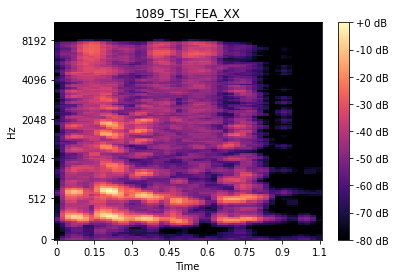 1089_TSI_FEA_XX
Hz
8192
4096
2048
1024
512
0
0 0.15 0.3 0.45 0.6 0.75 0.9 1.1
Time
+0 dB
-10 dB
-20 dB
-30 dB
-40 dB
-50 dB
-60 dB
-70 dB
-80 dB